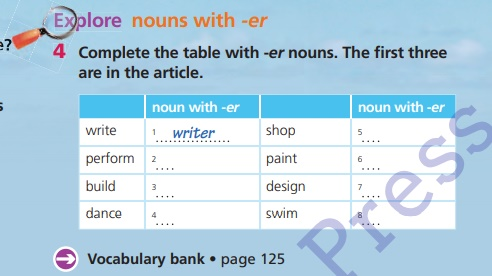 Explore nouns with -er
e?
4 Complete the table with -er nouns. The first three
are in the article.
s
noun with -er noun with -er
write 1 writer shop 5 ....
perform 2 .... paint 6 ....
build 3 .... design 7 ....
dance 4 .... swim 8 ....
Vocabulary bank • page 125
Press